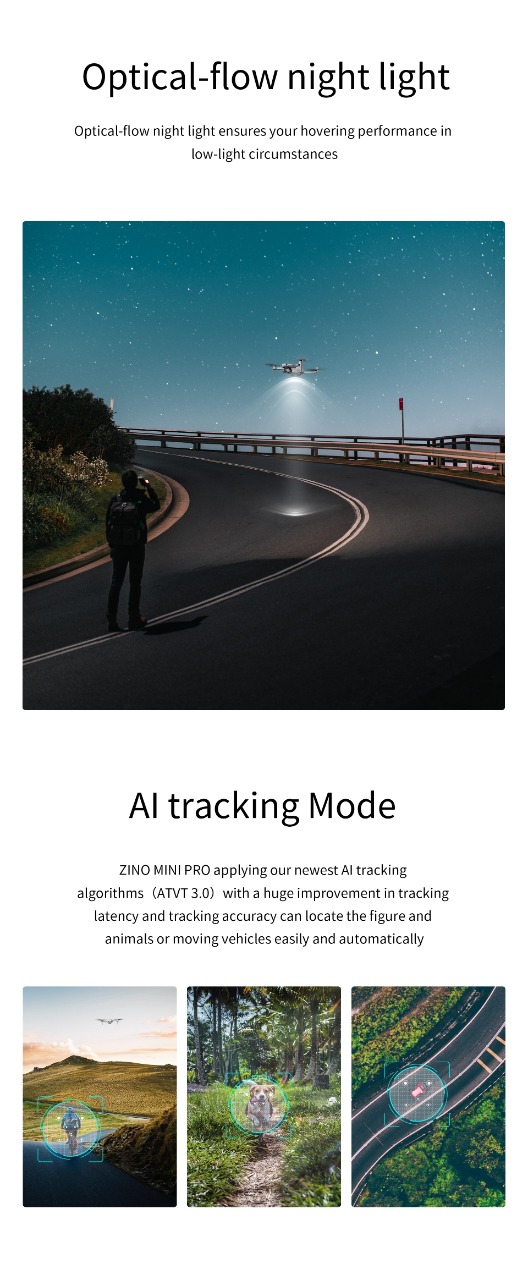 Optical-flow night light
Optical-flow night light ensures your hovering performance in
low-light circumstances
AI tracking Mode
ZINO MINI PRO applying our newest AI tracking
algorithms（ATVT 3.0）with a huge improvement in tracking
latency and tracking accuracy can locate the figure and
animals or moving vehicles easily and automatically